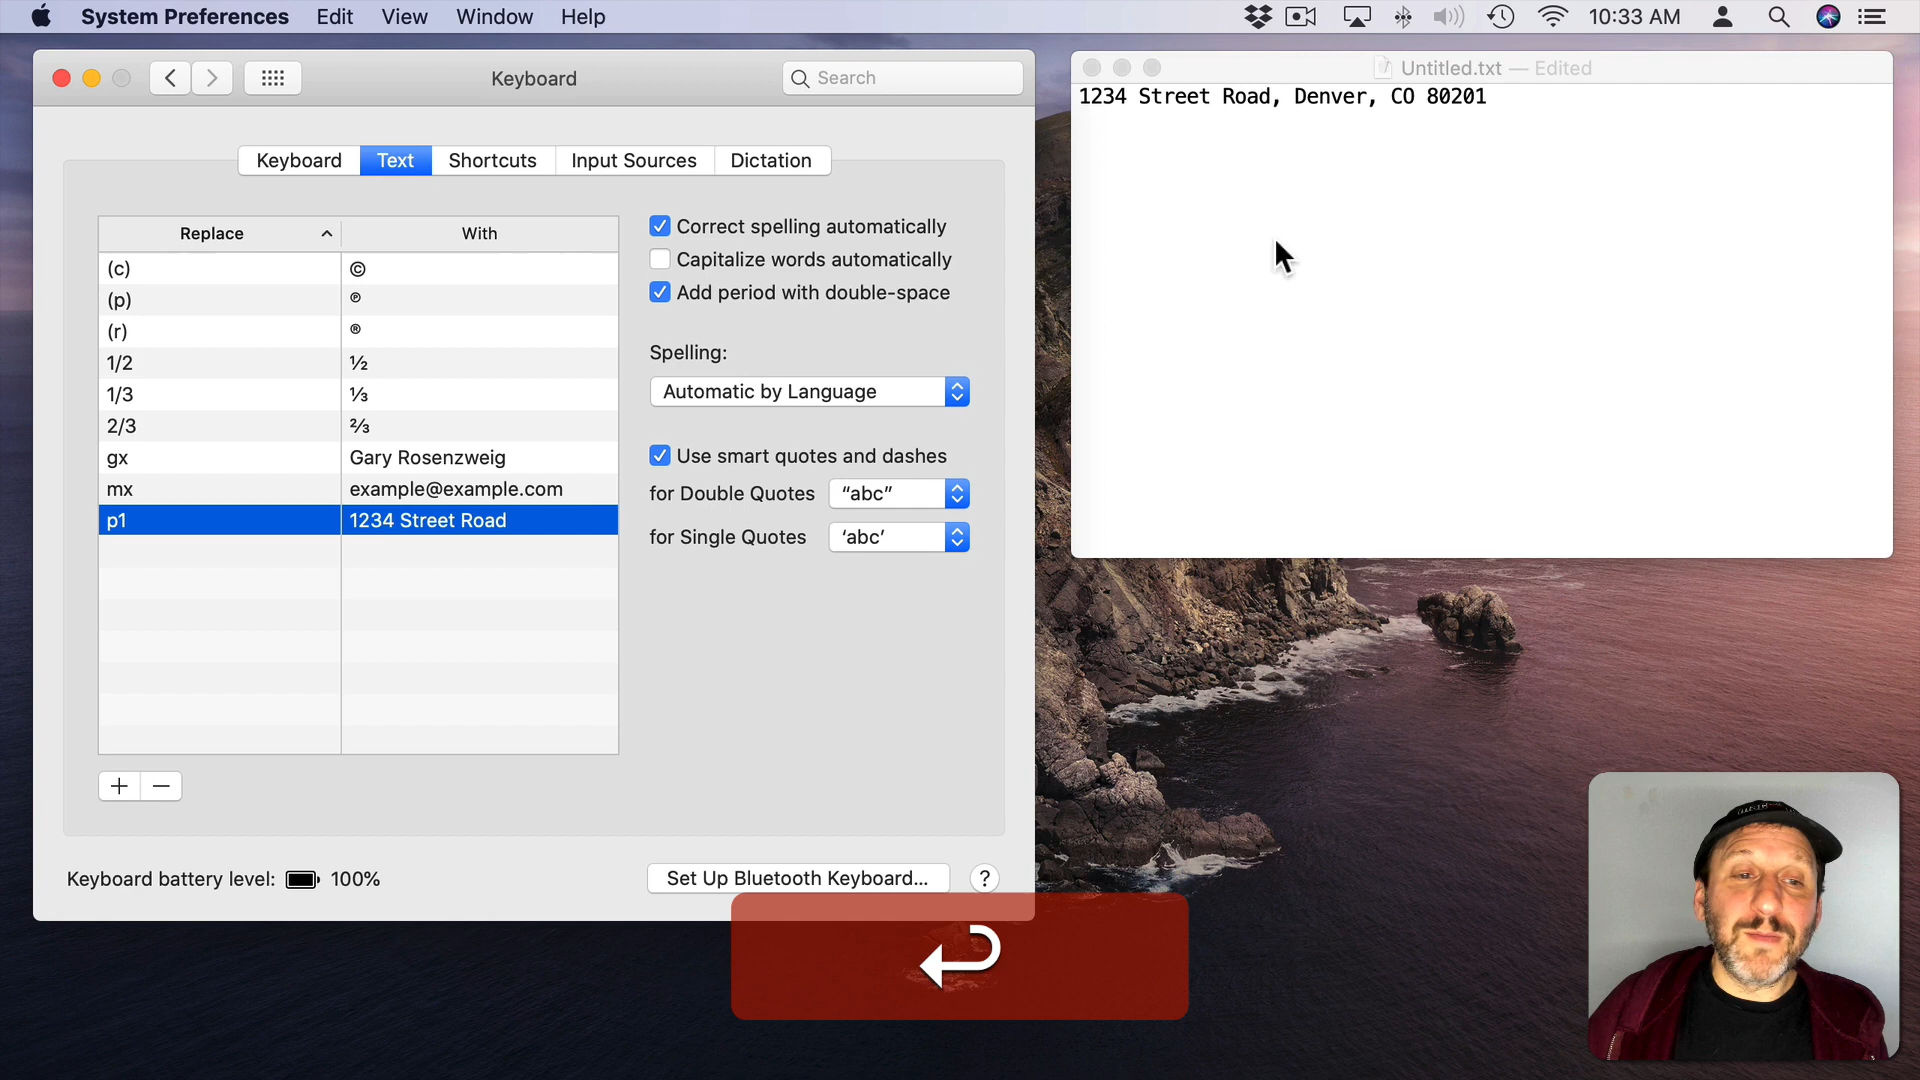 System Preferences Edit View Window Help 10:33 AM
Keyboard
Search
Untitled.txt — Edited
1234 Street Road, Denver, CO 80201
Keyboard Text Shortcuts Input Sources Dictation
Replace With
(c) ©
(p) ℗
(r) ®
1/2 ½
1/3 ⅓
2/3 ⅔
gx Gary Rosenzweig
mx example@example.com
p1 1234 Street Road
Correct spelling automatically
Capitalize words automatically
Add period with double-space
Spelling:
Automatic by Language
Use smart quotes and dashes
for Double Quotes “abc”
for Single Quotes ‘abc’
+ −
Keyboard battery level: 100%
Set Up Bluetooth Keyboard... ?